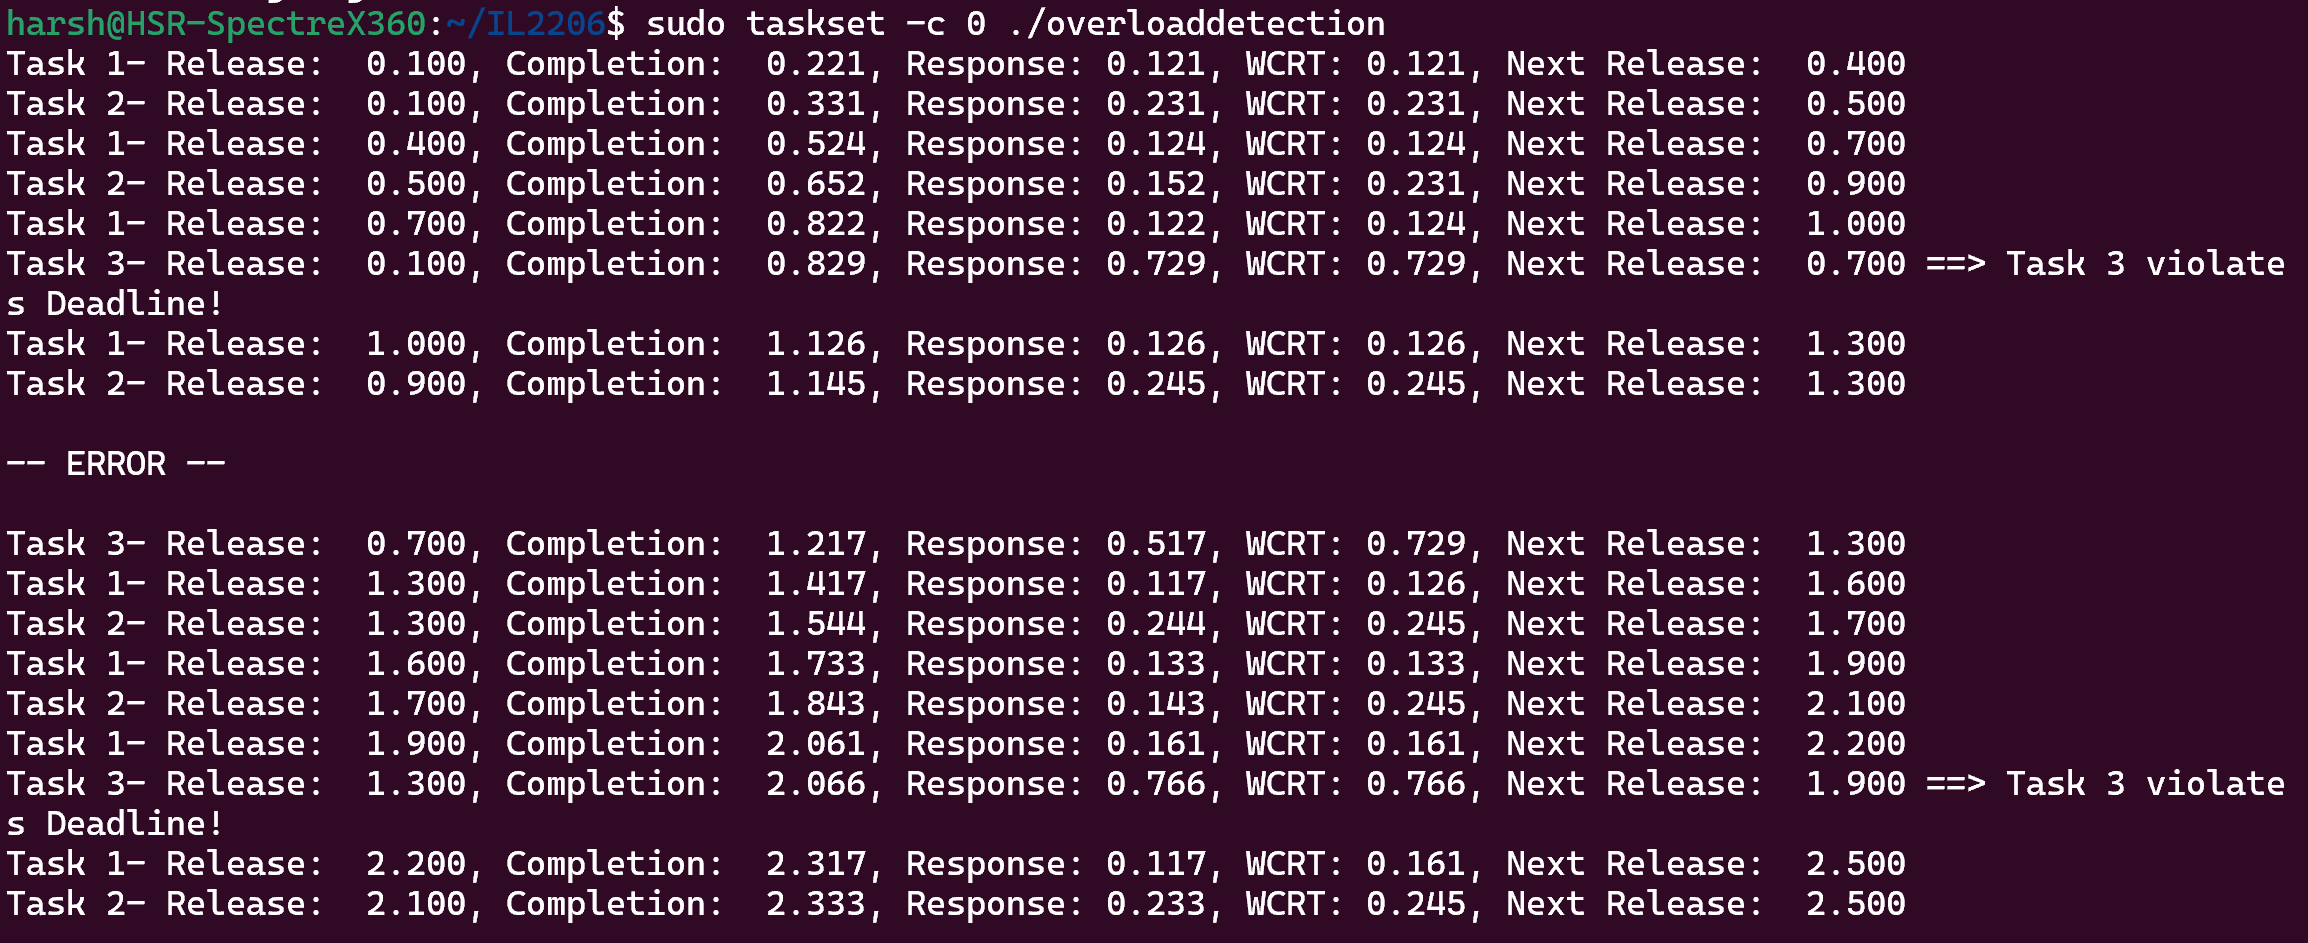 harsh@HSR-SpectreX360:~/IL2206$ sudo taskset -c 0 ./overloaddetection
Task 1- Release:  0.100, Completion:  0.221, Response: 0.121, WCRT: 0.121, Next Release:  0.400
Task 2- Release:  0.100, Completion:  0.331, Response: 0.231, WCRT: 0.231, Next Release:  0.500
Task 1- Release:  0.400, Completion:  0.524, Response: 0.124, WCRT: 0.124, Next Release:  0.700
Task 2- Release:  0.500, Completion:  0.652, Response: 0.152, WCRT: 0.231, Next Release:  0.900
Task 1- Release:  0.700, Completion:  0.822, Response: 0.122, WCRT: 0.124, Next Release:  1.000
Task 3- Release:  0.100, Completion:  0.829, Response: 0.729, WCRT: 0.729, Next Release:  0.700 ==> Task 3 violate
s Deadline!
Task 1- Release:  1.000, Completion:  1.126, Response: 0.126, WCRT: 0.126, Next Release:  1.300
Task 2- Release:  0.900, Completion:  1.145, Response: 0.245, WCRT: 0.245, Next Release:  1.300
-- ERROR --
Task 3- Release:  0.700, Completion:  1.217, Response: 0.517, WCRT: 0.729, Next Release:  1.300
Task 1- Release:  1.300, Completion:  1.417, Response: 0.117, WCRT: 0.126, Next Release:  1.600
Task 2- Release:  1.300, Completion:  1.544, Response: 0.244, WCRT: 0.245, Next Release:  1.700
Task 1- Release:  1.600, Completion:  1.733, Response: 0.133, WCRT: 0.133, Next Release:  1.900
Task 2- Release:  1.700, Completion:  1.843, Response: 0.143, WCRT: 0.245, Next Release:  2.100
Task 1- Release:  1.900, Completion:  2.061, Response: 0.161, WCRT: 0.161, Next Release:  2.200
Task 3- Release:  1.300, Completion:  2.066, Response: 0.766, WCRT: 0.766, Next Release:  1.900 ==> Task 3 violate
s Deadline!
Task 1- Release:  2.200, Completion:  2.317, Response: 0.117, WCRT: 0.161, Next Release:  2.500
Task 2- Release:  2.100, Completion:  2.333, Response: 0.233, WCRT: 0.245, Next Release:  2.500